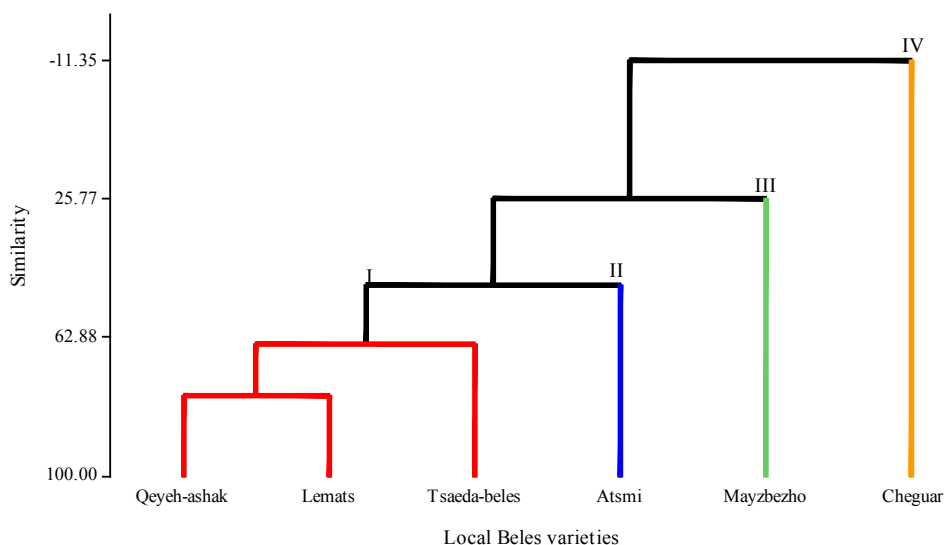 IV
-11.35
III
25.77
I
II
Similarity
62.88
100.00
Qeyeh-ashak Lemats Tsaeda-beles Atsmi Mayzbezho Cheguar
Local Beles varieties